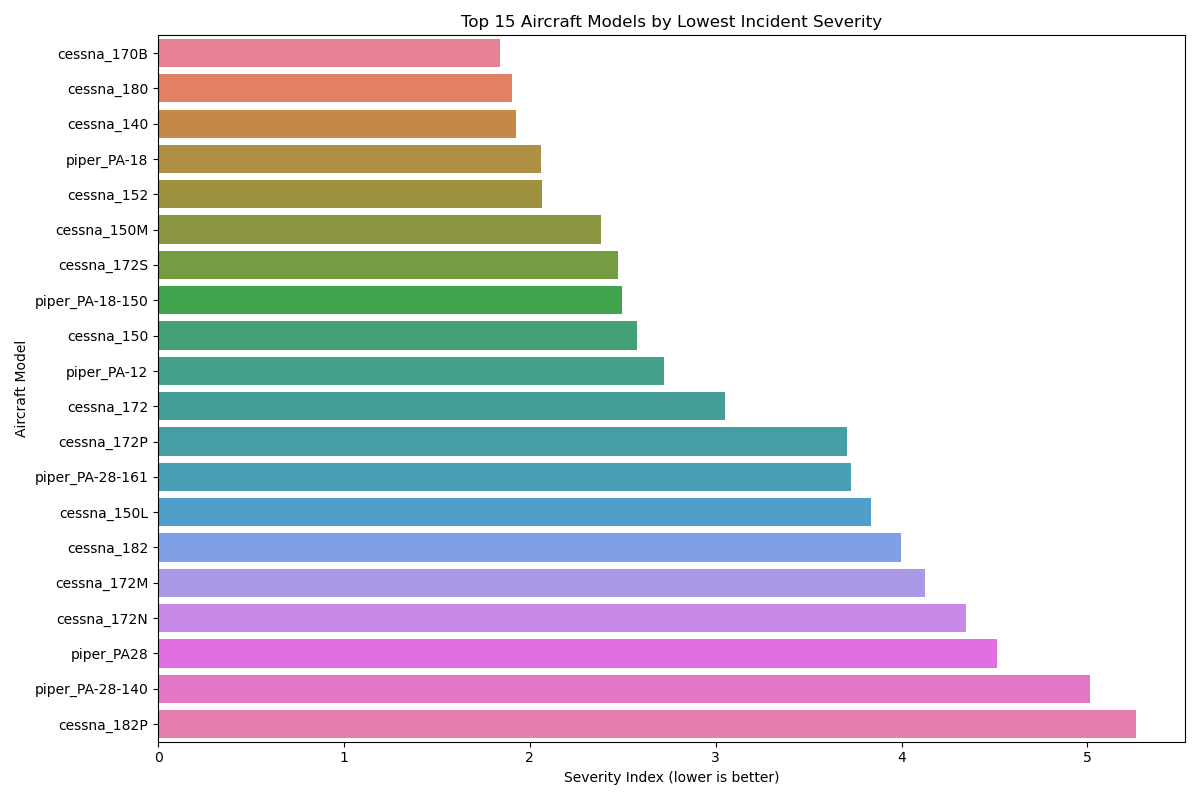 Top 15 Aircraft Models by Lowest Incident Severity
Aircraft Model
cessna_170B
cessna_180
cessna_140
piper_PA-18
cessna_152
cessna_150M
cessna_172S
piper_PA-18-150
cessna_150
piper_PA-12
cessna_172
cessna_172P
piper_PA-28-161
cessna_150L
cessna_182
cessna_172M
cessna_172N
piper_PA28
piper_PA-28-140
cessna_182P
0 1 2 3 4 5
Severity Index (lower is better)